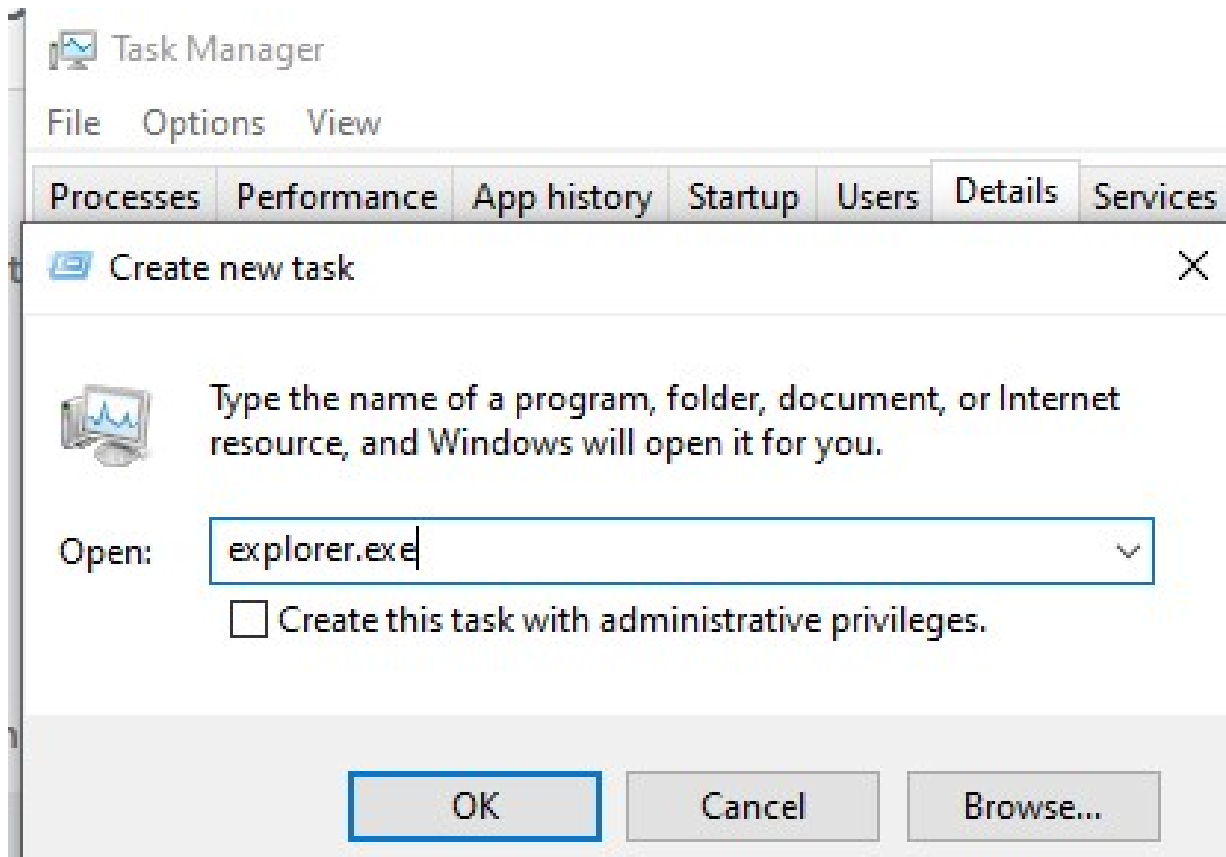 Task Manager
File Options View
Processes Performance App history Startup Users Details Services
Create new task
Type the name of a program, folder, document, or Internet
resource, and Windows will open it for you.
Open: explorer.exe
Create this task with administrative privileges.
OK Cancel Browse...